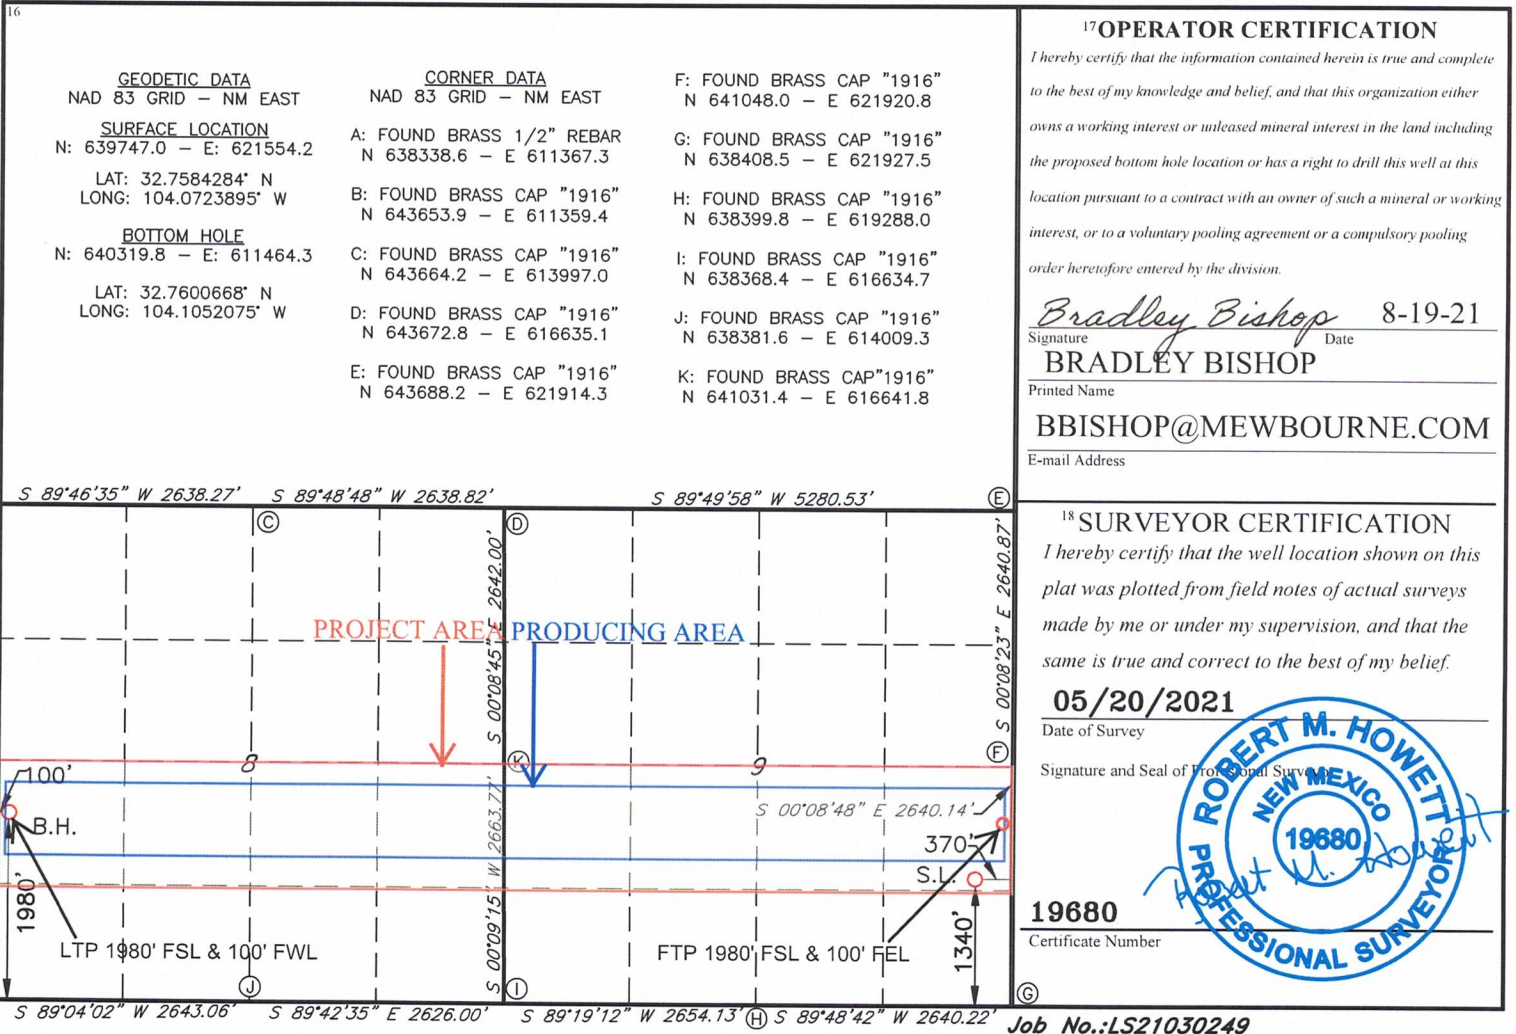 16
GEODETIC DATA
NAD 83 GRID – NM EAST
SURFACE LOCATION
N: 639747.0 – E: 621554.2
LAT: 32.7584284° N
LONG: 104.0723895° W
BOTTOM HOLE
N: 640319.8 – E: 611464.3
LAT: 32.7600668° N
LONG: 104.1052075° W
CORNER DATA
NAD 83 GRID – NM EAST
A: FOUND BRASS 1/2" REBAR
N 638338.6 – E 611367.3
B: FOUND BRASS CAP "1916"
N 643653.9 – E 611359.4
C: FOUND BRASS CAP "1916"
N 643664.2 – E 613997.0
D: FOUND BRASS CAP "1916"
N 643672.8 – E 616635.1
E: FOUND BRASS CAP "1916"
N 643688.2 – E 621914.3
F: FOUND BRASS CAP "1916"
N 641048.0 – E 621920.8
G: FOUND BRASS CAP "1916"
N 638408.5 – E 621927.5
H: FOUND BRASS CAP "1916"
N 638399.8 – E 619288.0
I: FOUND BRASS CAP "1916"
N 638368.4 – E 616634.7
J: FOUND BRASS CAP "1916"
N 638381.6 – E 614009.3
K: FOUND BRASS CAP"1916"
N 641031.4 – E 616641.8
17 OPERATOR CERTIFICATION
I hereby certify that the information contained herein is true and complete
to the best of my knowledge and belief, and that this organization either
owns a working interest or unleased mineral interest in the land including
the proposed bottom hole location or has a right to drill this well at this
location pursuant to a contract with an owner of such a mineral or working
interest, or to a voluntary pooling agreement or a compulsory pooling
order heretofore entered by the division.
Bradley Bishop 8-19-21
Signature Date
BRADLEY BISHOP
Printed Name
BBISHOP@MEWBOURNE.COM
E-mail Address
18 SURVEYOR CERTIFICATION
I hereby certify that the well location shown on this
plat was plotted from field notes of actual surveys
made by me or under my supervision, and that the
same is true and correct to the best of my belief.
05/20/2021
Date of Survey
Signature and Seal of Professional Surveyor
ROBERT M. HOWETT
NEW MEXICO
19680
PROFESSIONAL SURVEYOR
Robert M. Howett
19680
Certificate Number
S 89°46'35" W 2638.27' S 89°48'48" W 2638.82' S 89°49'58" W 5280.53' E
C D
S 00°08'45" E 2642.00'
S 00°08'23" E 2640.87'
PROJECT AREA PRODUCING AREA
8 K 9 F
100'
B.H.
S 00°08'48" E 2640.14'
370'
S.L.
1980'
S 00°09'15" W 2663.77'
1340'
LTP 1980' FSL & 100' FWL
FTP 1980' FSL & 100' FEL
J I G
S 89°04'02" W 2643.06' S 89°42'35" E 2626.00' S 89°19'12" W 2654.13' H S 89°48'42" W 2640.22'
Job No.:LS21030249